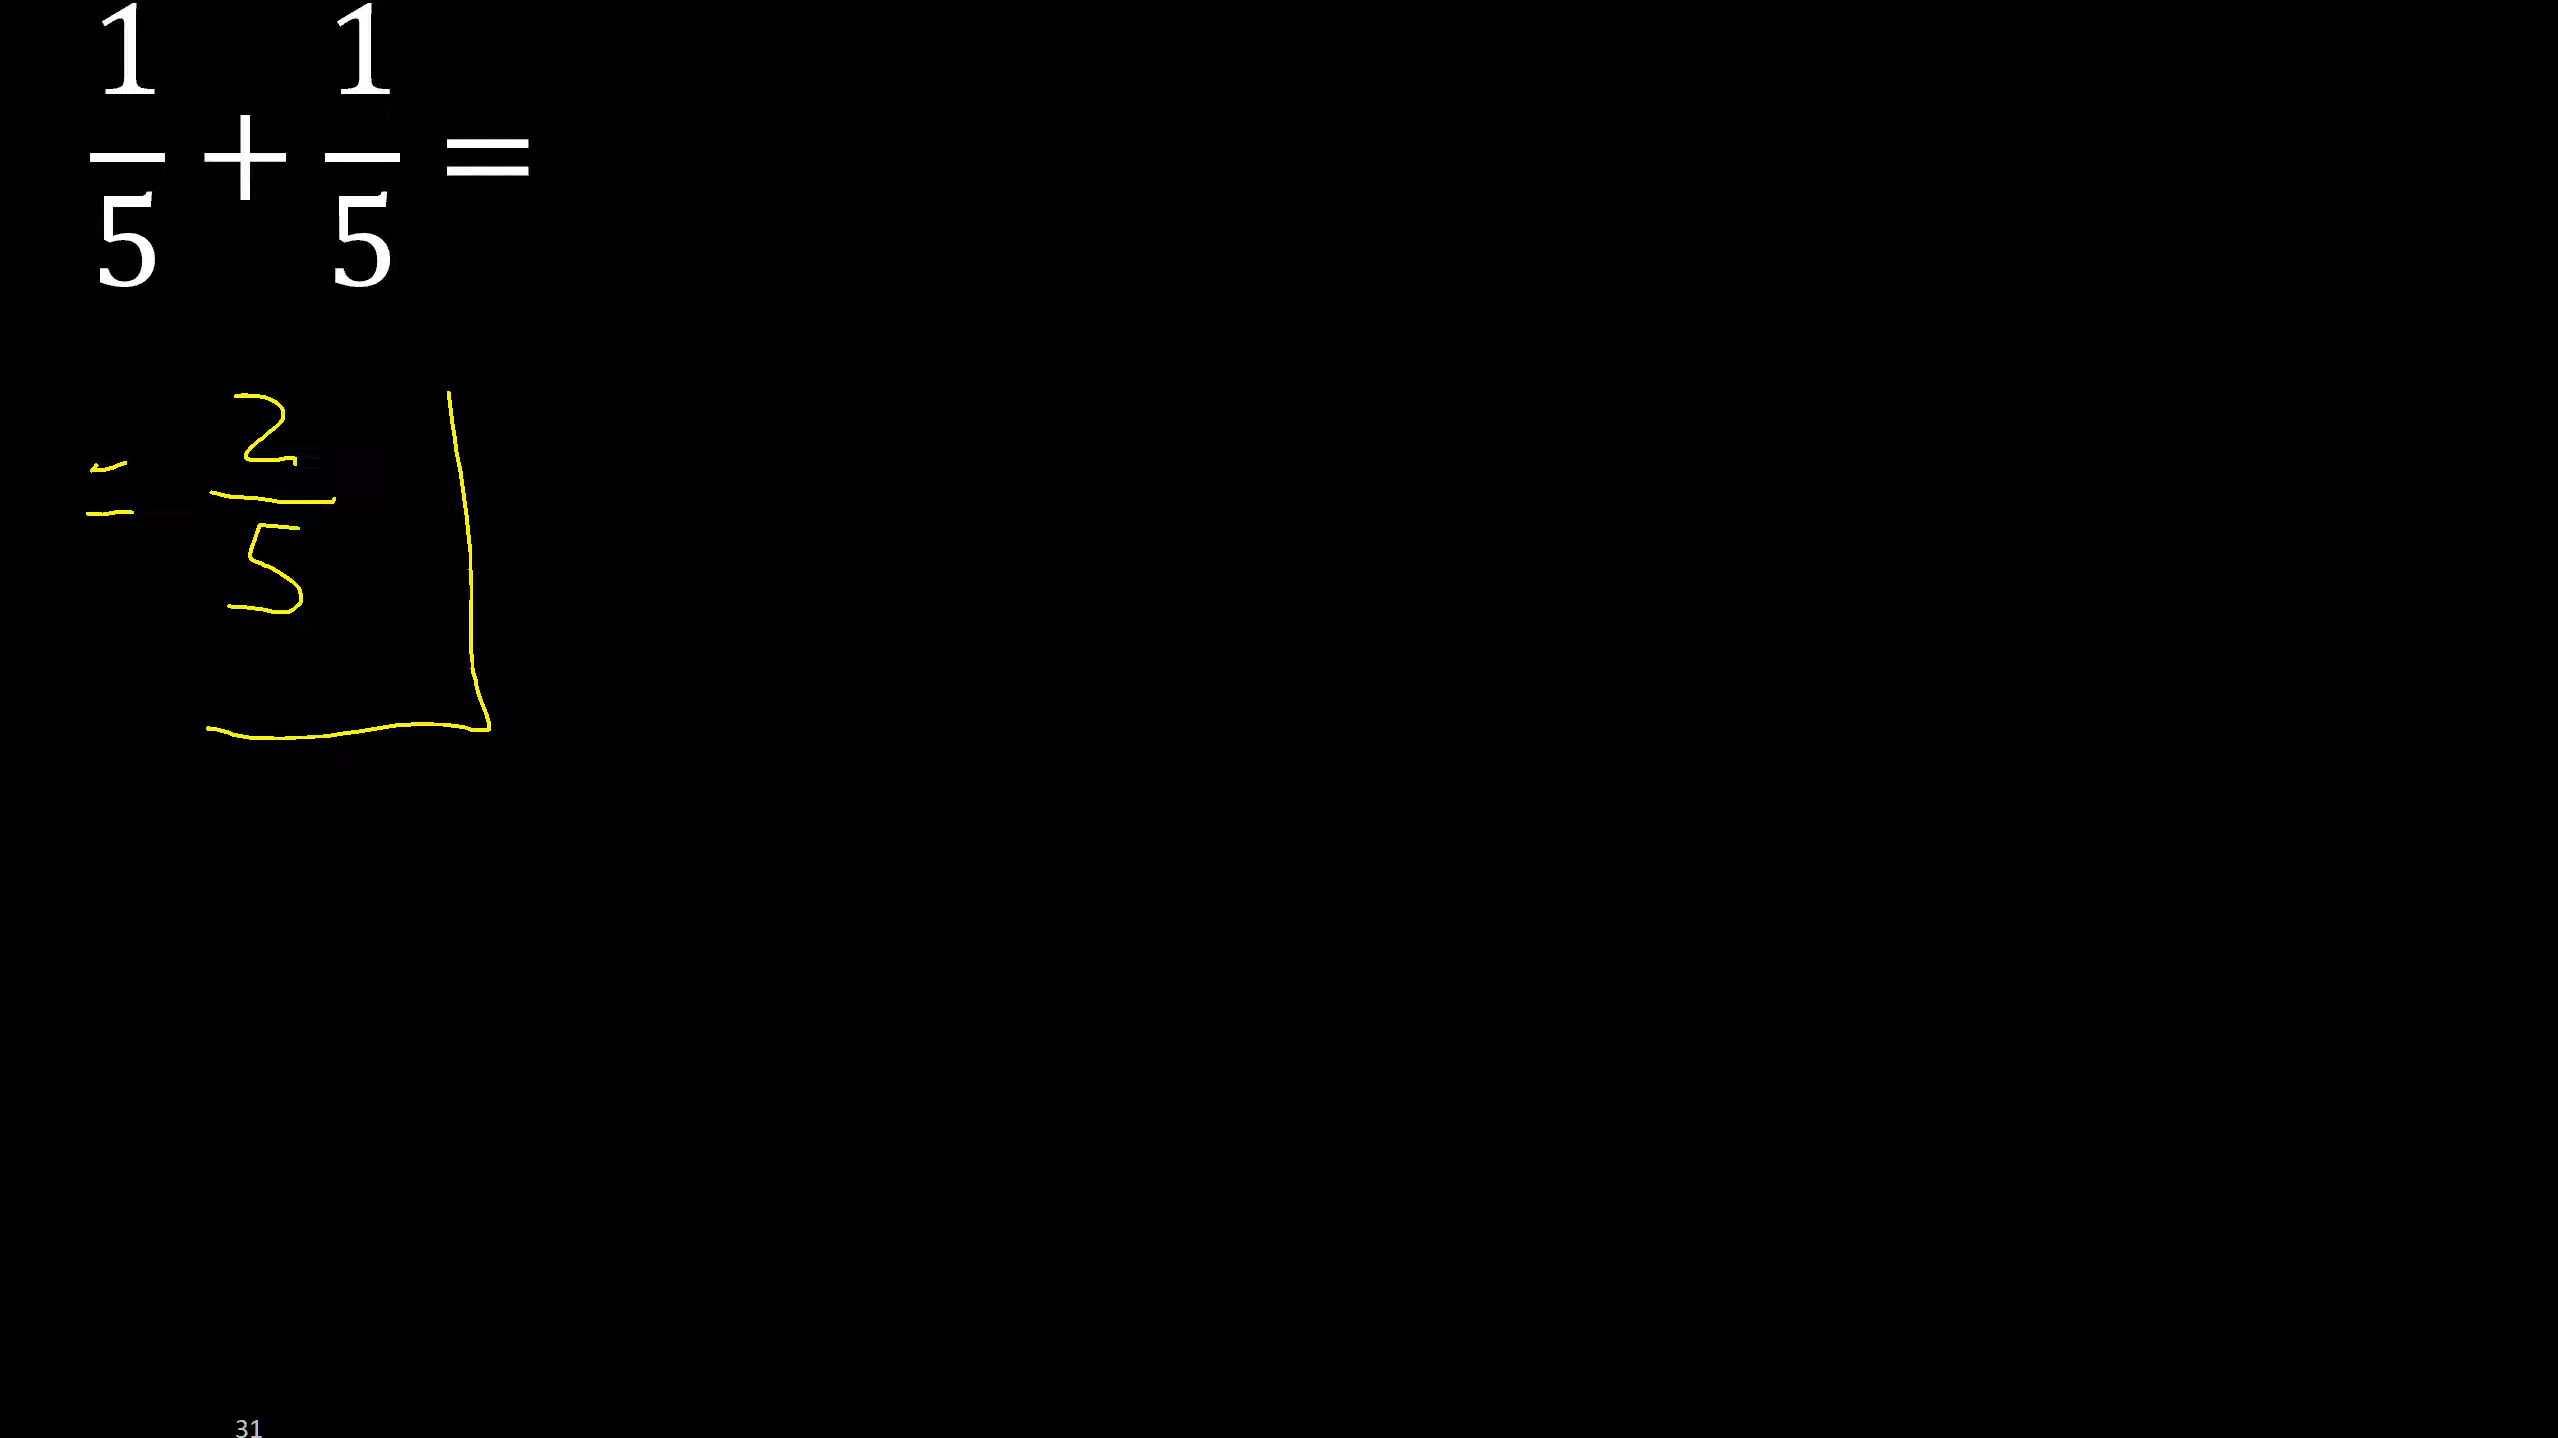 1/5 + 1/5 =
= 2/5
31